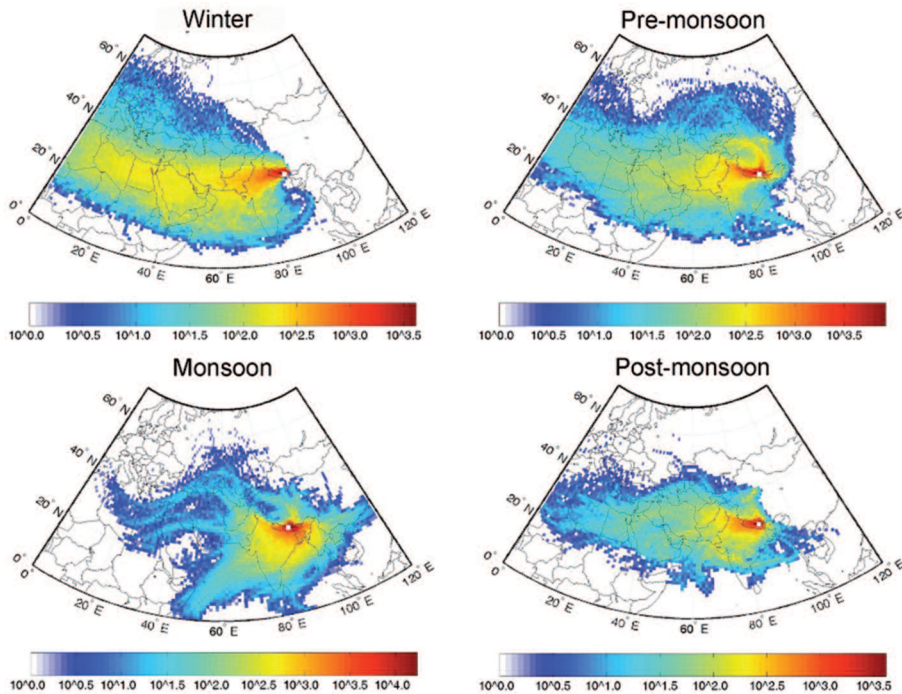 Winter
60° N
40° N
20° N
0°
0°
20° E
40° E
60° E
80° E
100° E
120° E
10^0.0 10^0.5 10^1.0 10^1.5 10^2.0 10^2.5 10^3.0 10^3.5
Pre-monsoon
60° N
40° N
20° N
0°
0°
20° E
40° E
60° E
80° E
100° E
120° E
10^0.0 10^0.5 10^1.0 10^1.5 10^2.0 10^2.5 10^3.0 10^3.5
Monsoon
60° N
40° N
20° N
0°
0°
20° E
40° E
60° E
80° E
100° E
120° E
10^0.0 10^0.5 10^1.0 10^1.5 10^2.0 10^2.5 10^3.0 10^3.5 10^4.0
Post-monsoon
60° N
40° N
20° N
0°
0°
20° E
40° E
60° E
80° E
100° E
120° E
10^0.0 10^0.5 10^1.0 10^1.5 10^2.0 10^2.5 10^3.0 10^3.5